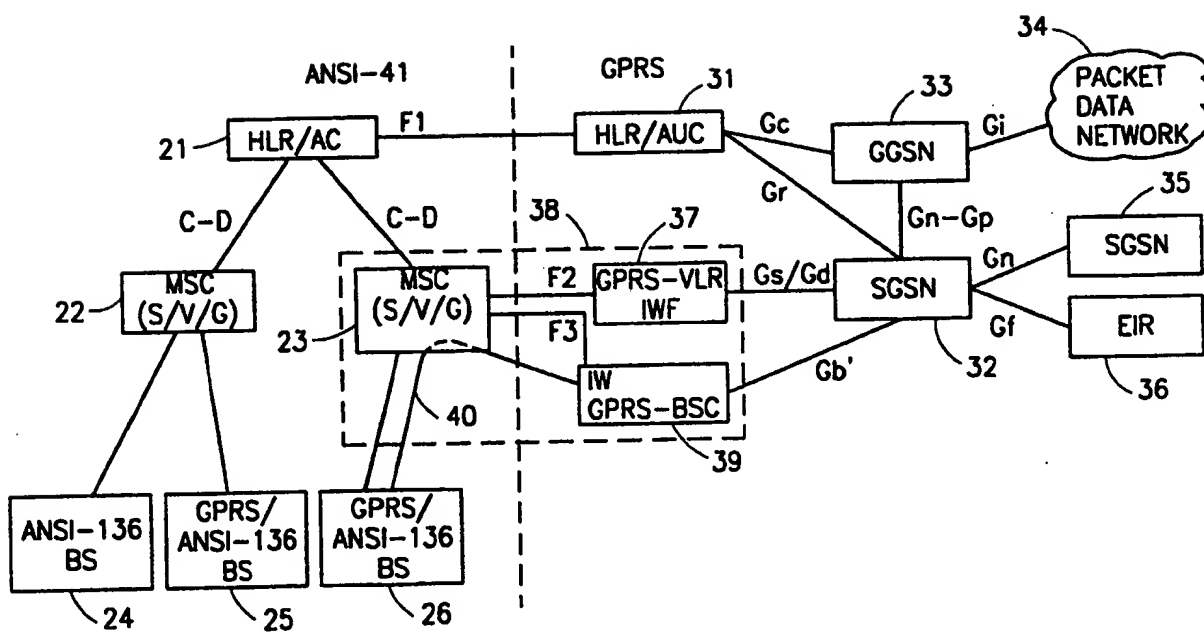 34
ANSI-41
GPRS
31
33
PACKET
DATA
NETWORK
21
HLR/AC
F1
HLR/AUC
Gc
GGSN
Gi
Gr
35
C-D
C-D
38
37
Gn-Gp
Gn
SGSN
MSC
(S/V/G)
22
MSC
(S/V/G)
23
F2
F3
GPRS-VLR
IWF
Gs/Gd
SGSN
Gf
EIR
32
36
IW
GPRS-BSC
Gb'
40
39
ANSI-136
BS
GPRS/
ANSI-136
BS
GPRS/
ANSI-136
BS
24
25
26